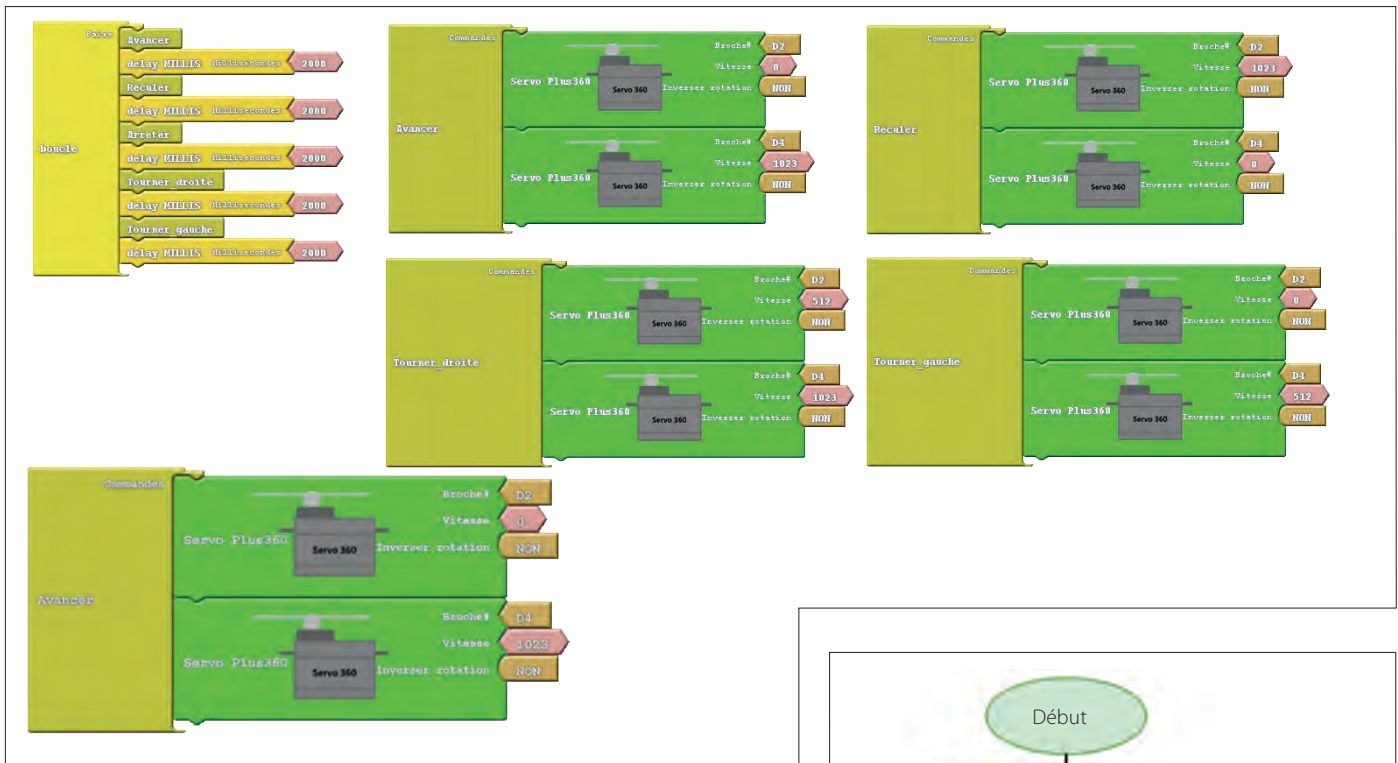 Faire
Avancer
delay MILLIS Millisecondes 2000
Reculer
delay MILLIS Millisecondes 2000
Arreter
boucle
delay MILLIS Millisecondes 2000
Tourner_droite
delay MILLIS Millisecondes 2000
Tourner_gauche
delay MILLIS Millisecondes 2000
Commandes
Avancer
Broche# D2
Vitesse 0
Servo Plus360
Servo 360
Inverser rotation NON
Broche# D4
Vitesse 1023
Servo Plus360
Servo 360
Inverser rotation NON
Commandes
Reculer
Broche# D2
Vitesse 1023
Servo Plus360
Servo 360
Inverser rotation NON
Broche# D4
Vitesse 0
Servo Plus360
Servo 360
Inverser rotation NON
Commandes
Tourner_droite
Broche# D2
Vitesse 512
Servo Plus360
Servo 360
Inverser rotation NON
Broche# D4
Vitesse 1023
Servo Plus360
Servo 360
Inverser rotation NON
Commandes
Tourner_gauche
Broche# D2
Vitesse 0
Servo Plus360
Servo 360
Inverser rotation NON
Broche# D4
Vitesse 512
Servo Plus360
Servo 360
Inverser rotation NON
Commandes
Avancer
Broche# D2
Vitesse 0
Servo Plus360
Servo 360
Inverser rotation NON
Broche# D4
Vitesse 1023
Servo Plus360
Servo 360
Inverser rotation NON
Début